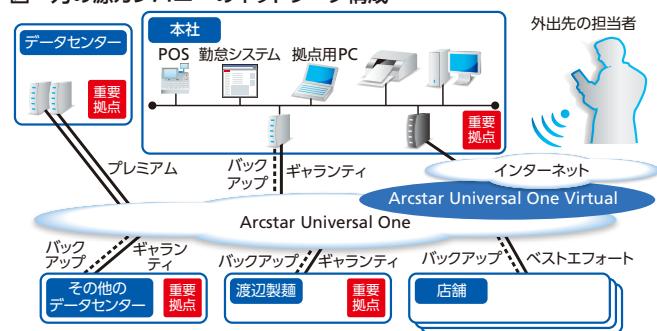 データセンター
重要
拠点
本社
POS 勤怠システム 拠点用PC
重要
拠点
外出先の担当者
プレミアム
バック
アップ
ギャランティ
インターネット
Arcstar Universal One Virtual
Arcstar Universal One
バック
アップ
ギャラン
ティ
バックアップ
ギャランティ
バックアップ
ベストエフォート
その他の
データセンター
重要
拠点
渡辺製麺
重要
拠点
店舗